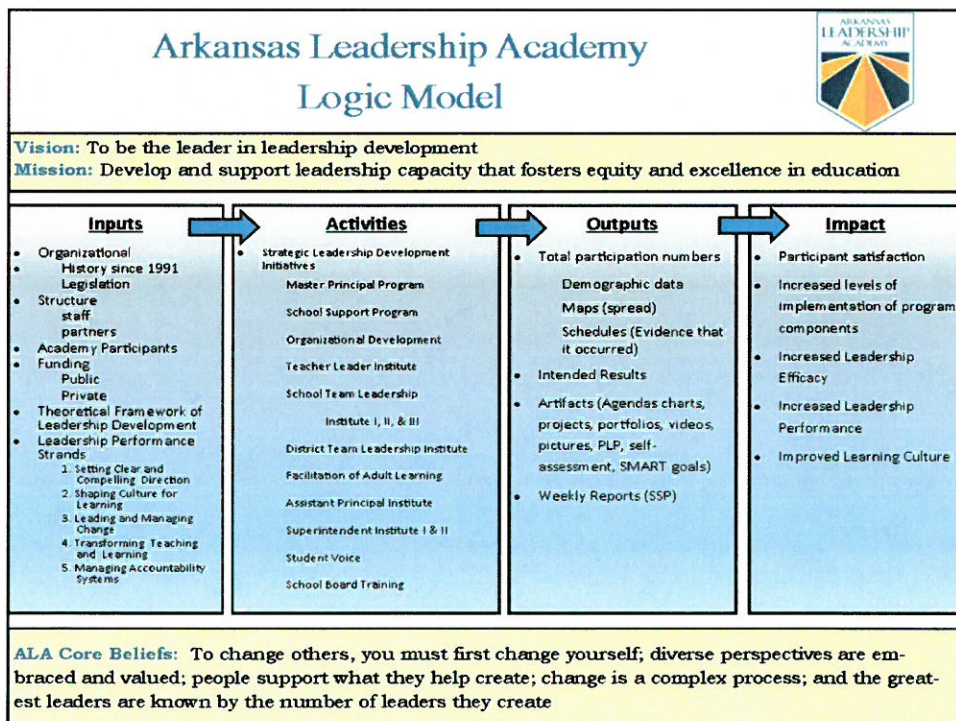 Arkansas Leadership Academy
Logic Model
ARKANSAS
LEADERSHIP
ACADEMY
Vision: To be the leader in leadership development
Mission: Develop and support leadership capacity that fosters equity and excellence in education
Inputs
• Organizational
• History since 1991
Legislation
• Structure
staff
partners
• Academy Participants
• Funding
Public
Private
• Theoretical Framework of
Leadership Development
• Leadership Performance
Strands
1. Setting Clear and
Compelling Direction
2. Shaping Culture for
Learning
3. Leading and Managing
Change
4. Transforming Teaching
and Learning
5. Managing Accountability
Systems
Activities
• Strategic Leadership Development
Initiatives
Master Principal Program
School Support Program
Organizational Development
Teacher Leader Institute
School Team Leadership
Institute I, II, & III
District Team Leadership Institute
Facilitation of Adult Learning
Assistant Principal Institute
Superintendent Institute I & II
Student Voice
School Board Training
Outputs
• Total participation numbers
Demographic data
Maps (spread)
Schedules (Evidence that
it occurred)
• Intended Results
• Artifacts (Agendas charts,
projects, portfolios, videos,
pictures, PLP, self-
assessment, SMART goals)
• Weekly Reports (SSP)
Impact
• Participant satisfaction
• Increased levels of
implementation of program
components
• Increased Leadership
Efficacy
• Increased Leadership
Performance
• Improved Learning Culture
ALA Core Beliefs: To change others, you must first change yourself; diverse perspectives are em-
braced and valued; people support what they help create; change is a complex process; and the great-
est leaders are known by the number of leaders they create